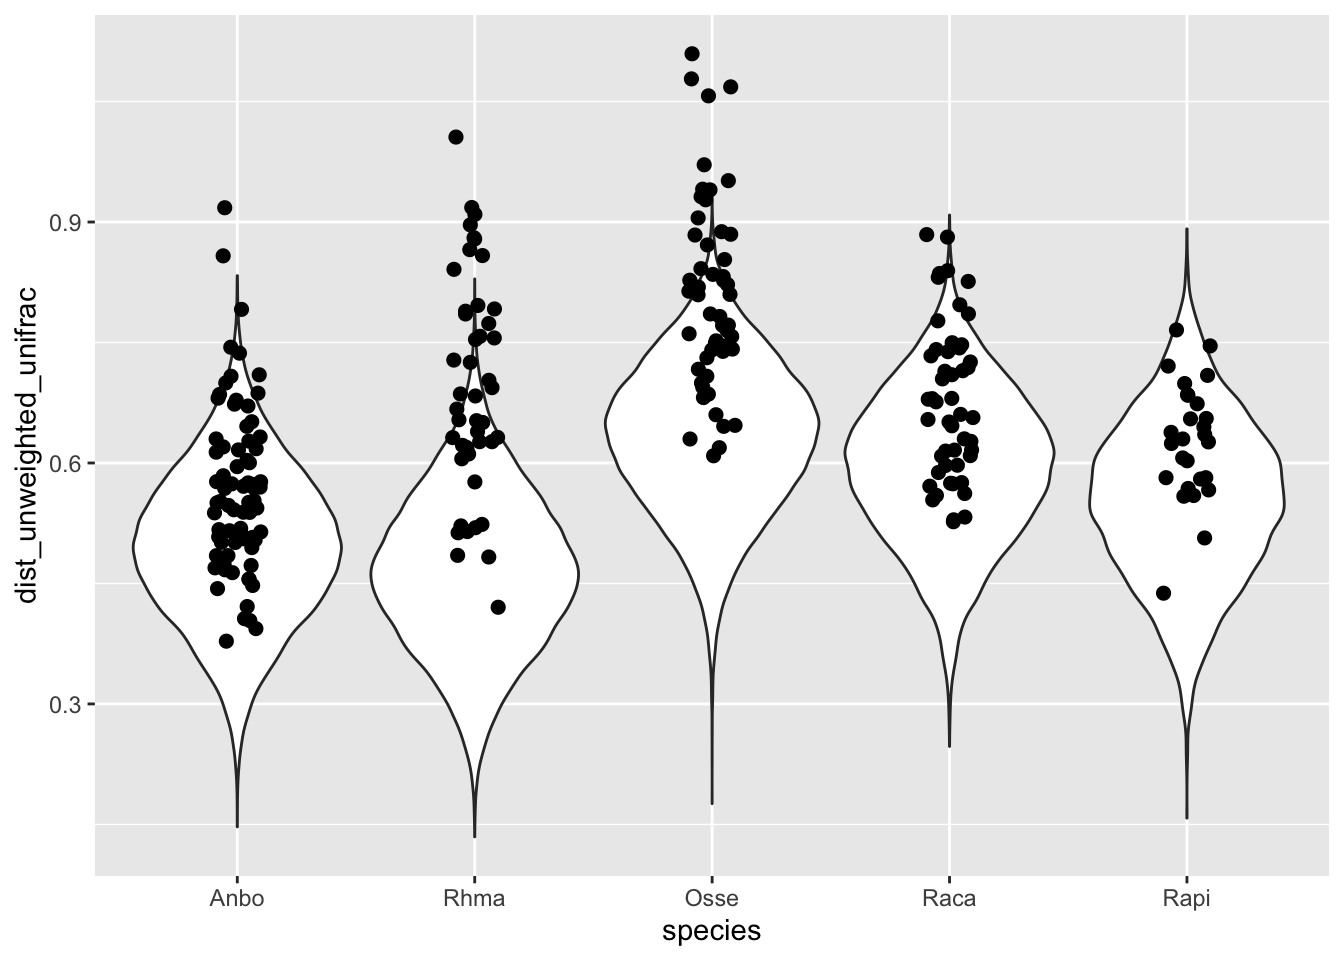 dist_unweighted_unifrac
0.9
0.6
0.3
Anbo Rhma Osse Raca Rapi
species